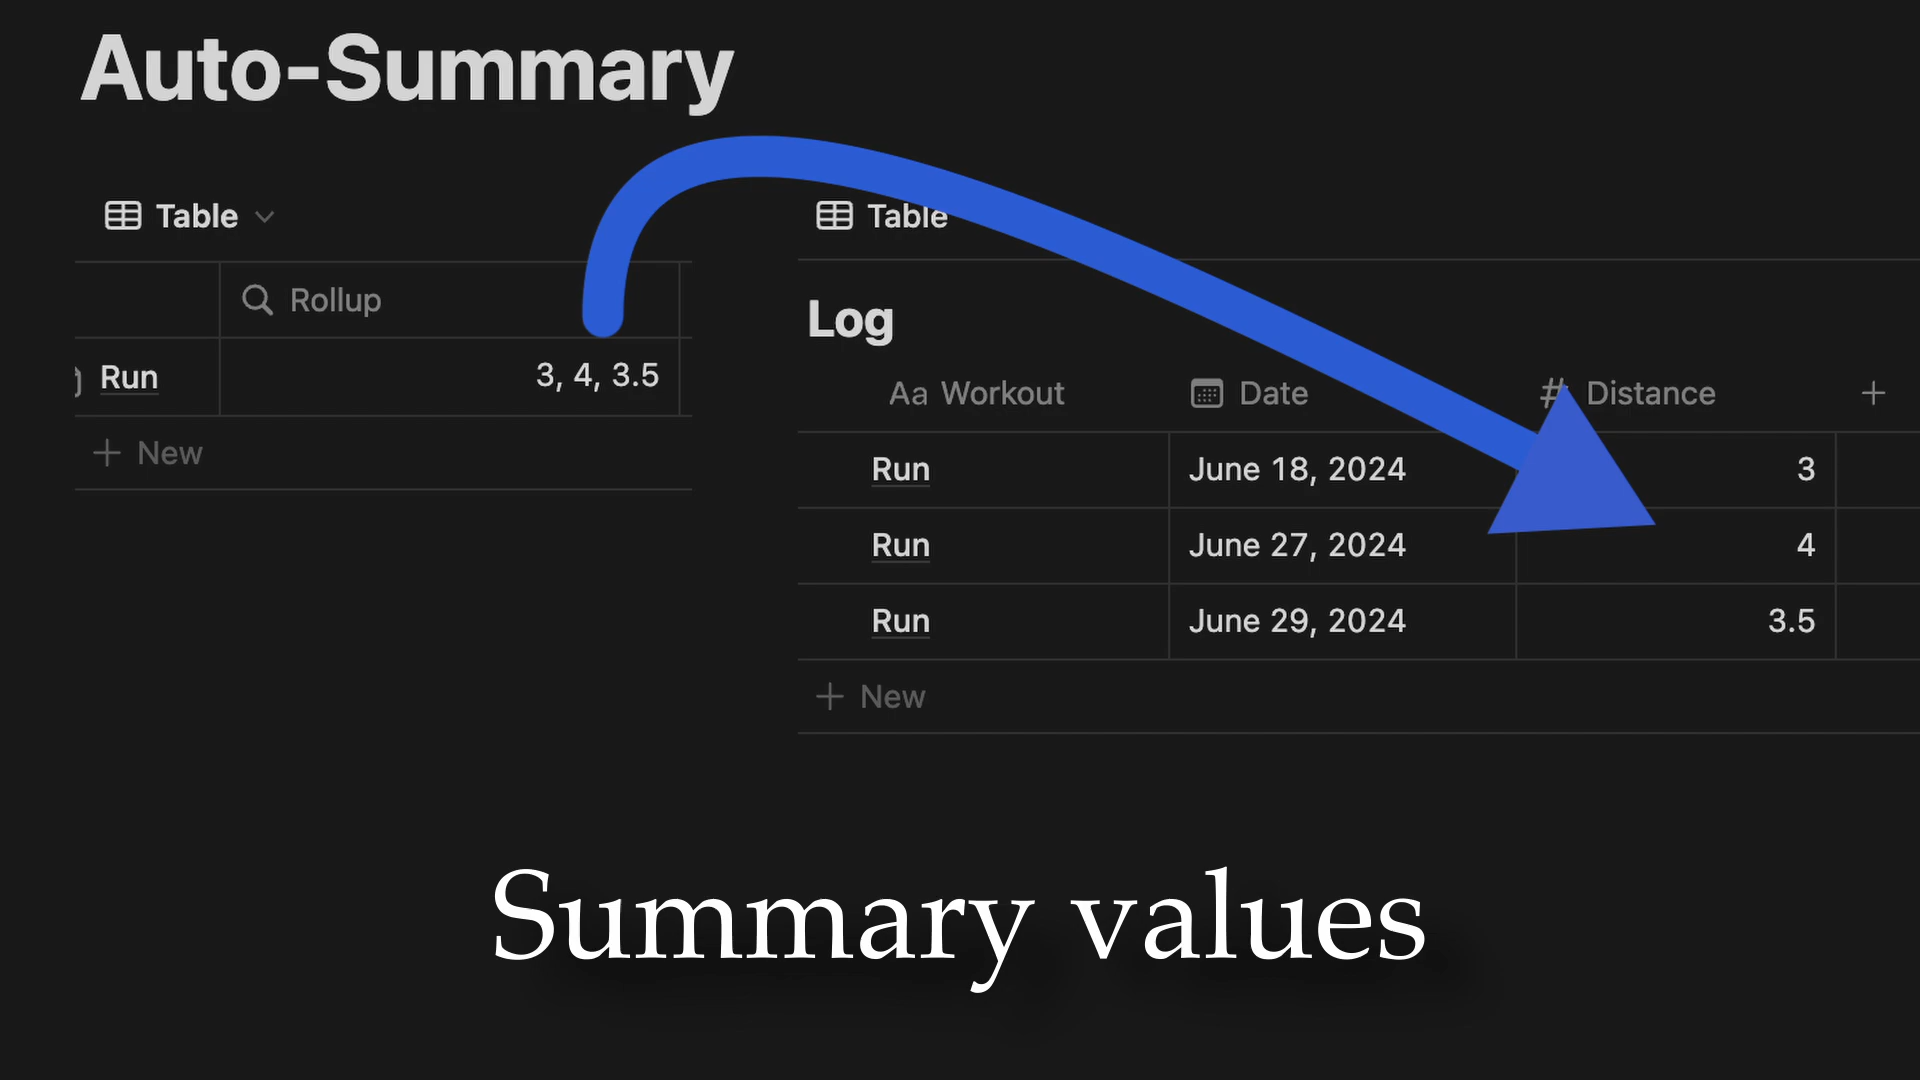 Auto-Summary
Table
Rollup
Run 3, 4, 3.5
+ New
Table
Log
Aa Workout Date # Distance +
Run June 18, 2024 3
Run June 27, 2024 4
Run June 29, 2024 3.5
+ New
Summary values